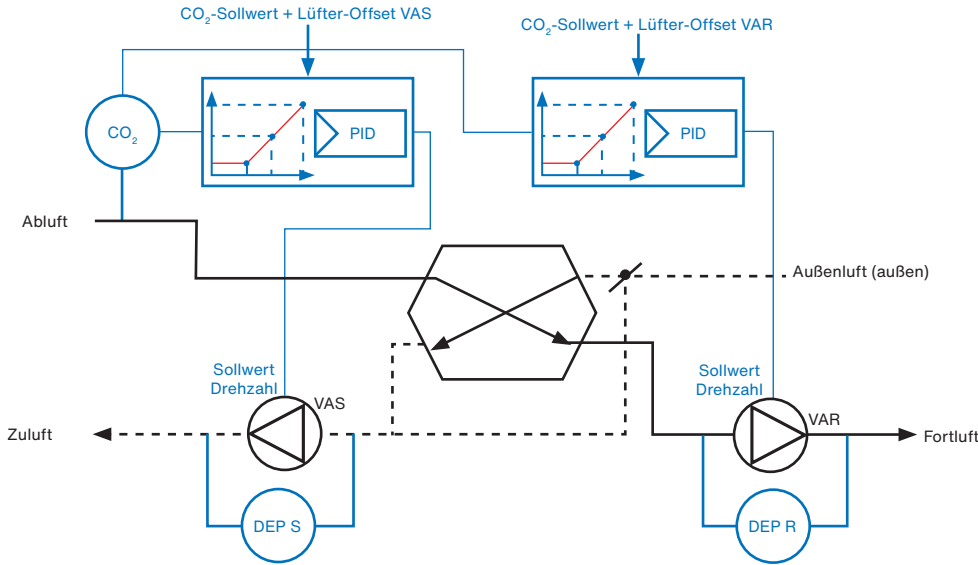 CO₂-Sollwert + Lüfter-Offset VAS
CO₂-Sollwert + Lüfter-Offset VAR
CO₂
PID
PID
Abluft
Außenluft (außen)
Sollwert
Drehzahl
VAS
Sollwert
Drehzahl
VAR
Zuluft
Fortluft
DEP S
DEP R